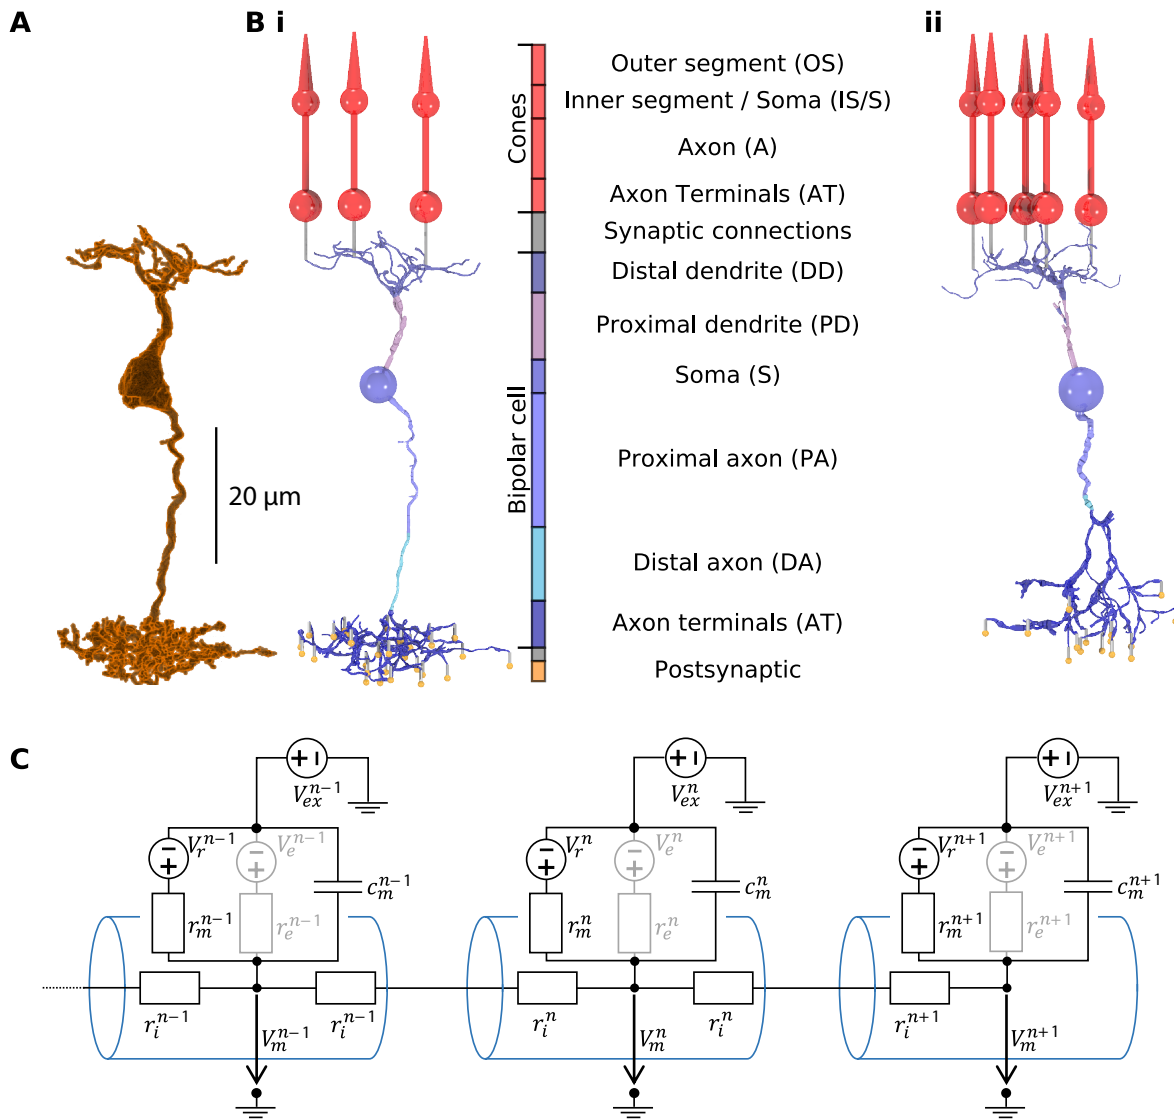 A
B i
ii
Outer segment (OS)
Inner segment / Soma (IS/S)
Axon (A)
Axon Terminals (AT)
Synaptic connections
Distal dendrite (DD)
Proximal dendrite (PD)
Soma (S)
Proximal axon (PA)
Distal axon (DA)
Axon terminals (AT)
Postsynaptic
Cones
Bipolar cell
20 µm
C
V_ex^n-1
V_r^n-1
V_e^n-1
c_m^n-1
r_m^n-1
r_e^n-1
r_i^n-1
r_i^n-1
V_m^n-1
V_ex^n
V_r^n
V_e^n
c_m^n
r_m^n
r_e^n
r_i^n
r_i^n
V_m^n
V_ex^n+1
V_r^n+1
V_e^n+1
c_m^n+1
r_m^n+1
r_e^n+1
r_i^n+1
V_m^n+1